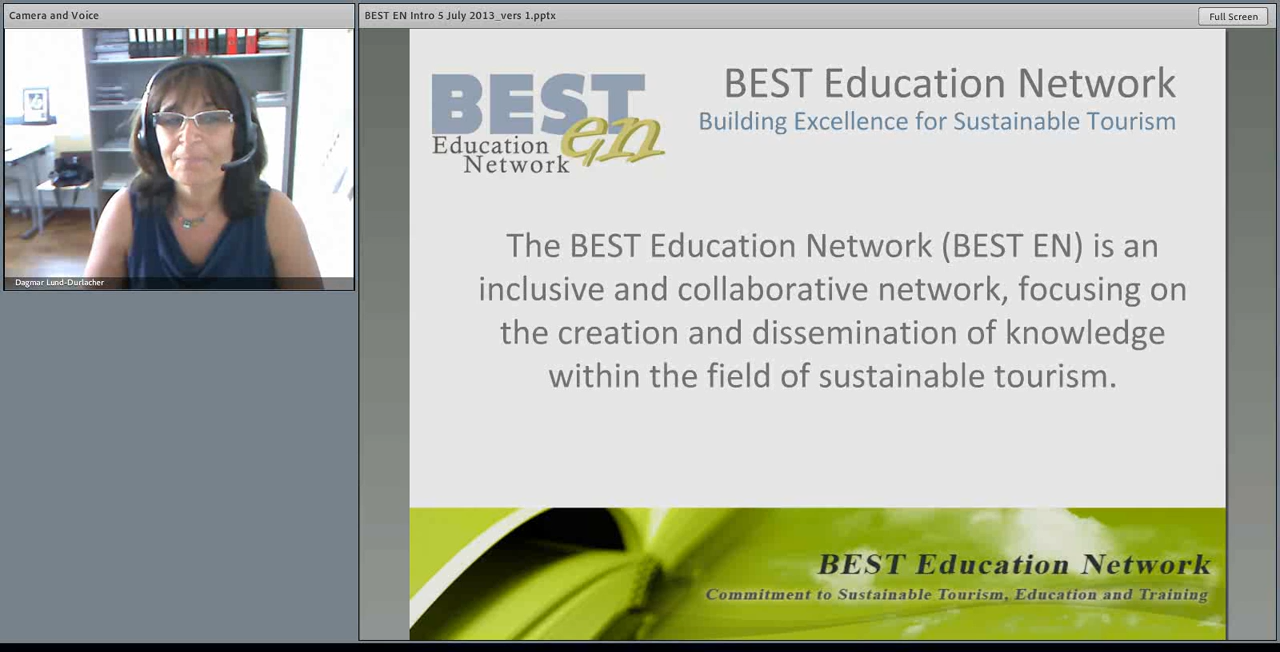 Camera and Voice
Dagmar Lund-Durlacher
BEST EN Intro 5 July 2013_vers 1.pptx
Full Screen
BEST
en
Education
Network
BEST Education Network
Building Excellence for Sustainable Tourism
The BEST Education Network (BEST EN) is an
inclusive and collaborative network, focusing on
the creation and dissemination of knowledge
within the field of sustainable tourism.
BEST Education Network
Commitment to Sustainable Tourism, Education and Training